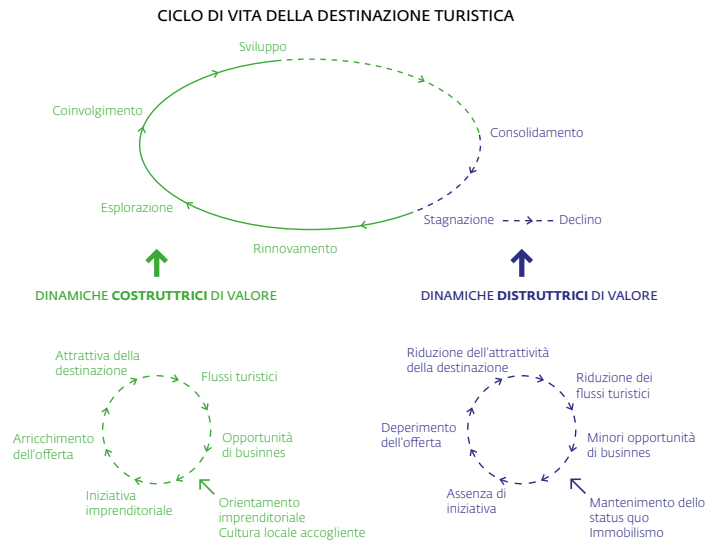 CICLO DI VITA DELLA DESTINAZIONE TURISTICA
Sviluppo
Coinvolgimento
Consolidamento
Esplorazione
Stagnazione
Declino
Rinnovamento
DINAMICHE COSTRUTTRICI DI VALORE
DINAMICHE DISTRUTTRICI DI VALORE
Attrattiva della
destinazione
Flussi turistici
Opportunità
di businnes
Orientamento
imprenditoriale
Cultura locale accogliente
Iniziativa
imprenditoriale
Arricchimento
dell'offerta
Riduzione dell'attrattività
della destinazione
Riduzione dei
flussi turistici
Minori opportunità
di businnes
Mantenimento dello
status quo
Immobilismo
Assenza di
iniziativa
Deperimento
dell'offerta